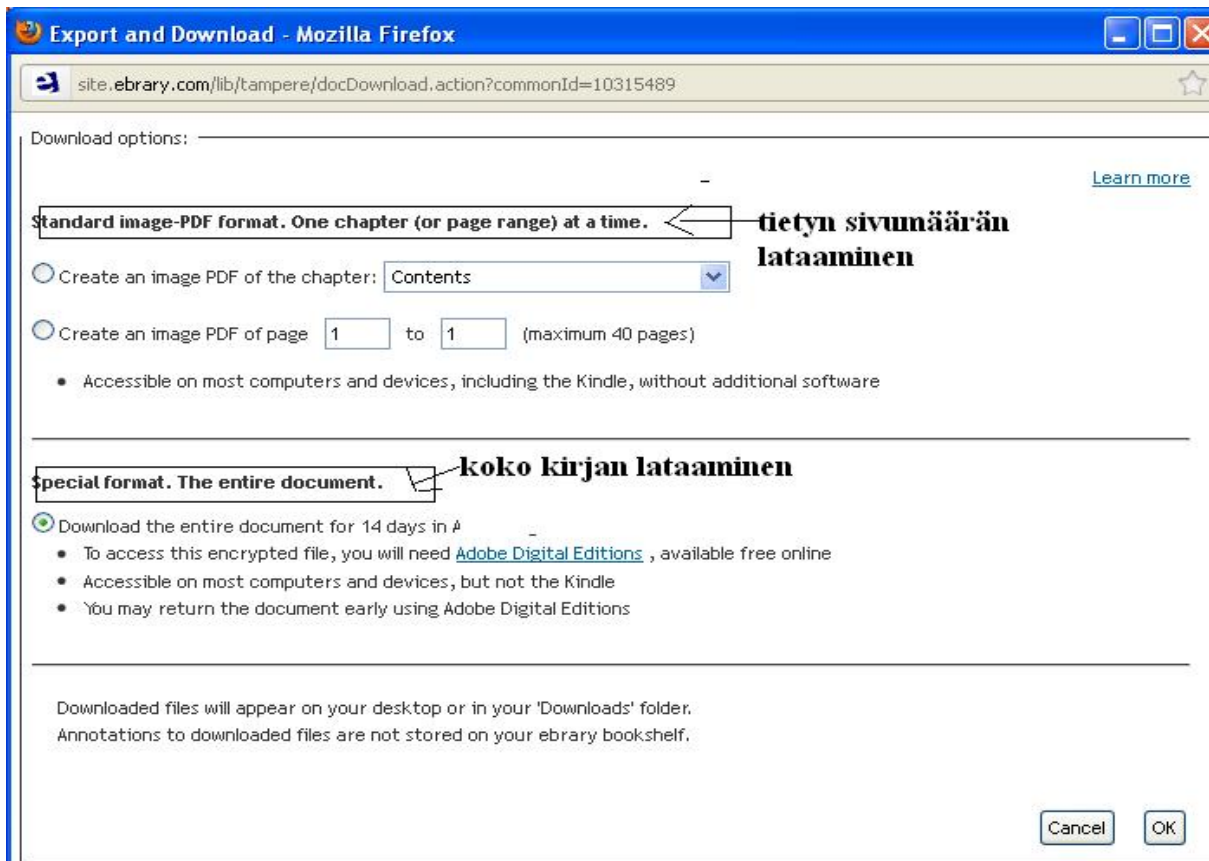 Export and Download - Mozilla Firefox
site.ebrary.com/lib/tampere/docDownload.action?commonId=10315489
Download options:
Learn more
Standard image-PDF format. One chapter (or page range) at a time.
tietyn sivumäärän
lataaminen
Create an image PDF of the chapter: Contents
Create an image PDF of page 1 to 1 (maximum 40 pages)
• Accessible on most computers and devices, including the Kindle, without additional software
Special format. The entire document.
koko kirjan lataaminen
Download the entire document for 14 days in
• To access this encrypted file, you will need Adobe Digital Editions , available free online
• Accessible on most computers and devices, but not the Kindle
• You may return the document early using Adobe Digital Editions
Downloaded files will appear on your desktop or in your 'Downloads' folder.
Annotations to downloaded files are not stored on your ebrary bookshelf.
Cancel OK